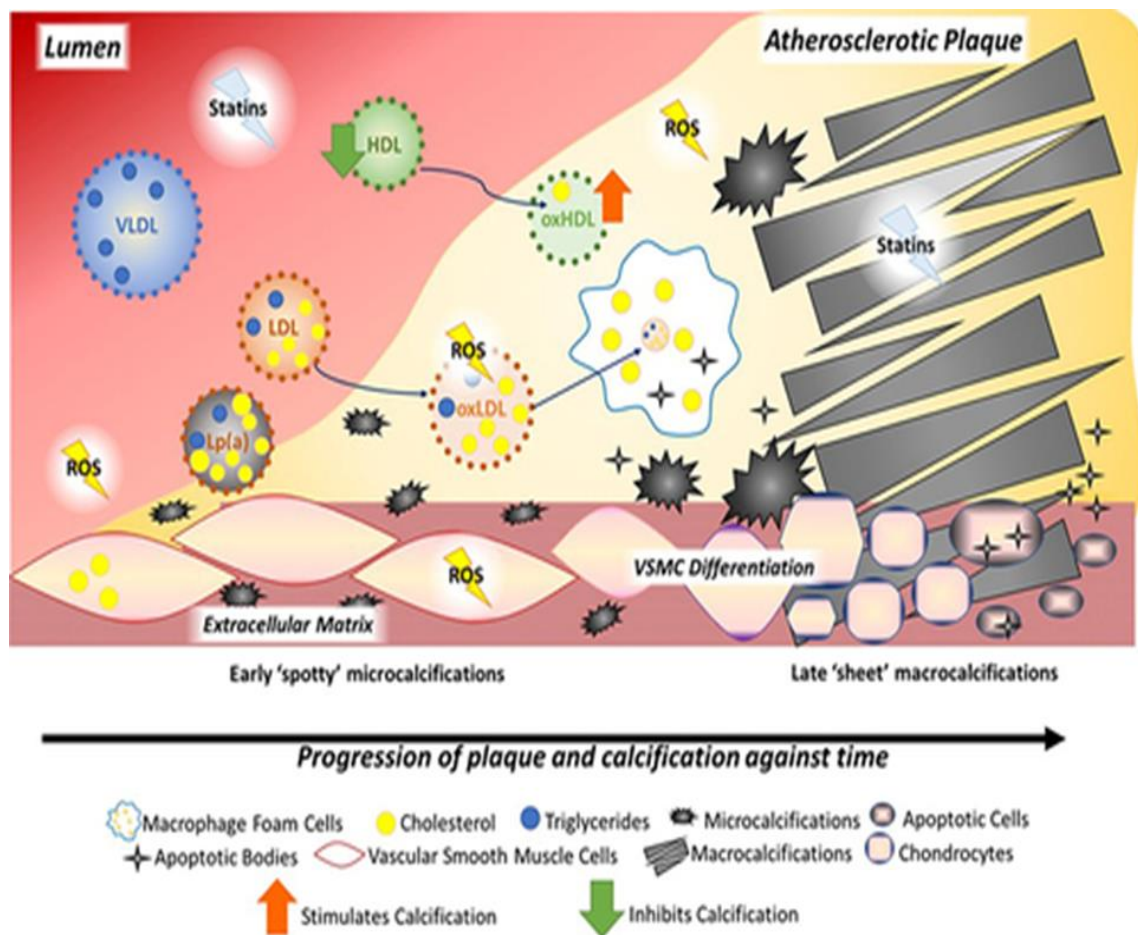 Lumen
Atherosclerotic Plaque
Statins
ROS
HDL
VLDL
oxHDL
Statins
LDL
ROS
oxLDL
Lp(a)
ROS
ROS
VSMC Differentiation
Extracellular Matrix
Early 'spotty' microcalcifications
Late 'sheet' macrocalcifications
Progression of plaque and calcification against time
Macrophage Foam Cells Cholesterol Triglycerides Microcalcifications Apoptotic Cells
Apoptotic Bodies Vascular Smooth Muscle Cells Macrocalcifications Chondrocytes
Stimulates Calcification Inhibits Calcification